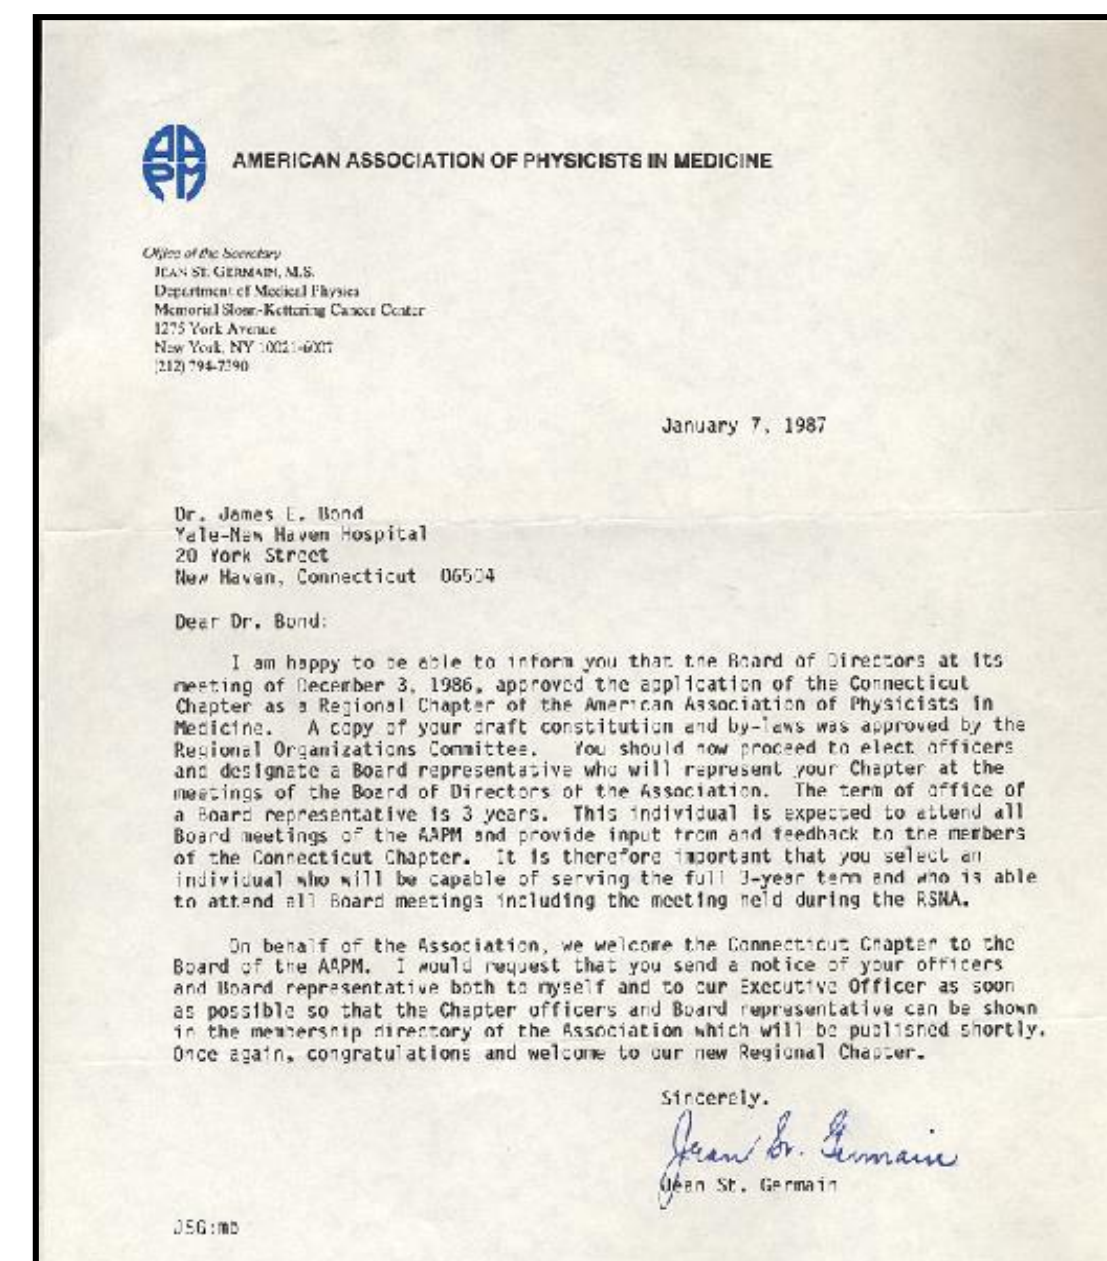 AAPM
AMERICAN ASSOCIATION OF PHYSICISTS IN MEDICINE
Office of the Secretary
JEAN ST. GERMAIN, M.S.
Department of Medical Physics
Memorial Sloan-Kettering Cancer Center
1275 York Avenue
New York, NY 10021-6007
(212) 794-7390
January 7, 1987
Dr. James E. Bond
Yale-New Haven Hospital
20 York Street
New Haven, Connecticut 06504
Dear Dr. Bond:
I am happy to be able to inform you that the Board of Directors at its
meeting of December 3, 1986, approved the application of the Connecticut
Chapter as a Regional Chapter of the American Association of Physicists in
Medicine. A copy of your draft constitution and by-laws was approved by the
Regional Organizations Committee. You should now proceed to elect officers
and designate a Board representative who will represent your Chapter at the
meetings of the Board of Directors of the Association. The term of office of
a Board representative is 3 years. This individual is expected to attend all
Board meetings of the AAPM and provide input from and feedback to the members
of the Connecticut Chapter. It is therefore important that you select an
individual who will be capable of serving the full 3-year term and who is able
to attend all Board meetings including the meeting held during the RSNA.
On behalf of the Association, we welcome the Connecticut Chapter to the
Board of the AAPM. I would request that you send a notice of your officers
and Board representative both to myself and to our Executive Officer as soon
as possible so that the Chapter officers and Board representative can be shown
in the membership directory of the Association which will be published shortly.
Once again, congratulations and welcome to our new Regional Chapter.
Sincerely,
Jean St. Germain
Jean St. Germain
JSG:mb